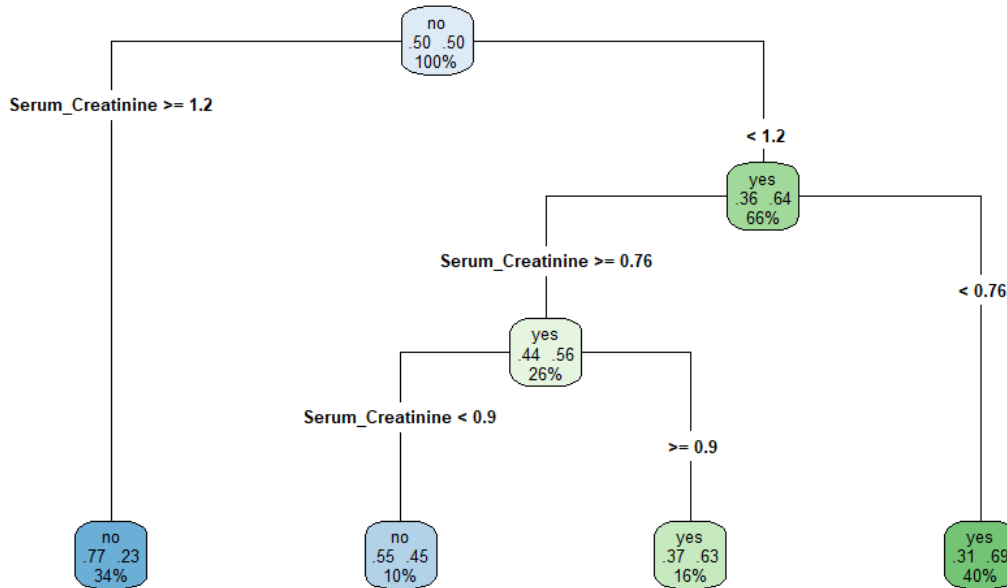 no
.50 .50
100%
Serum_Creatinine >= 1.2
< 1.2
yes
.36 .64
66%
Serum_Creatinine >= 0.76
< 0.76
yes
.44 .56
26%
Serum_Creatinine < 0.9
>= 0.9
no
.77 .23
34%
no
.55 .45
10%
yes
.37 .63
16%
yes
.31 .69
40%